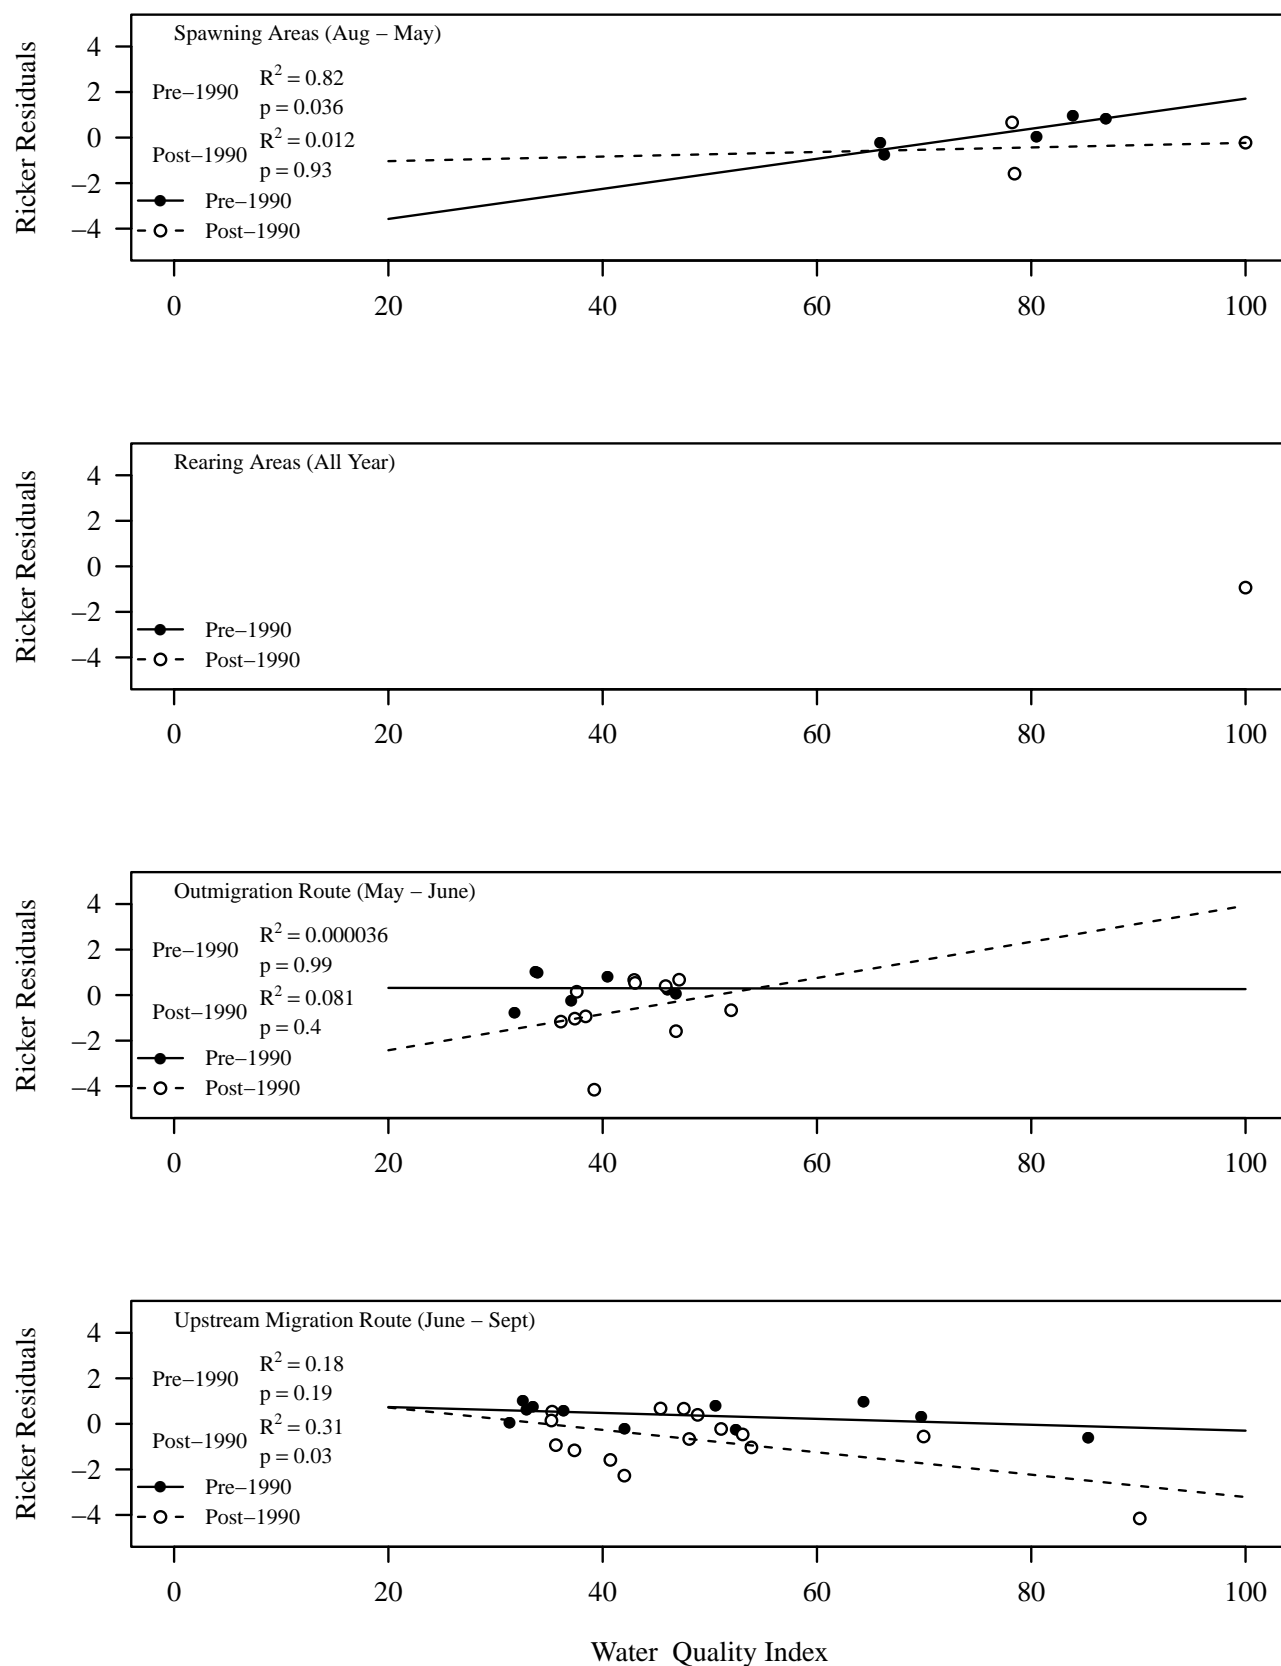 Spawning Areas (Aug – May)
Pre–1990
R² = 0.82
p = 0.036
Post–1990
R² = 0.012
p = 0.93
Pre–1990
Post–1990
Ricker Residuals
4
2
0
−2
−4
0 20 40 60 80 100
Rearing Areas (All Year)
Pre–1990
Post–1990
Ricker Residuals
4
2
0
−2
−4
0 20 40 60 80 100
Outmigration Route (May – June)
Pre–1990
R² = 0.000036
p = 0.99
Post–1990
R² = 0.081
p = 0.4
Pre–1990
Post–1990
Ricker Residuals
4
2
0
−2
−4
0 20 40 60 80 100
Upstream Migration Route (June – Sept)
Pre–1990
R² = 0.18
p = 0.19
Post–1990
R² = 0.31
p = 0.03
Pre–1990
Post–1990
Ricker Residuals
4
2
0
−2
−4
0 20 40 60 80 100
Water Quality Index